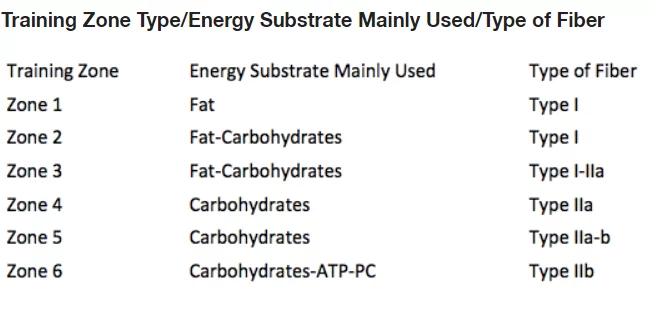 Training Zone Type/Energy Substrate Mainly Used/Type of Fiber
Training Zone Energy Substrate Mainly Used Type of Fiber
Zone 1 Fat Type I
Zone 2 Fat-Carbohydrates Type I
Zone 3 Fat-Carbohydrates Type I-IIa
Zone 4 Carbohydrates Type IIa
Zone 5 Carbohydrates Type IIa-b
Zone 6 Carbohydrates-ATP-PC Type IIb